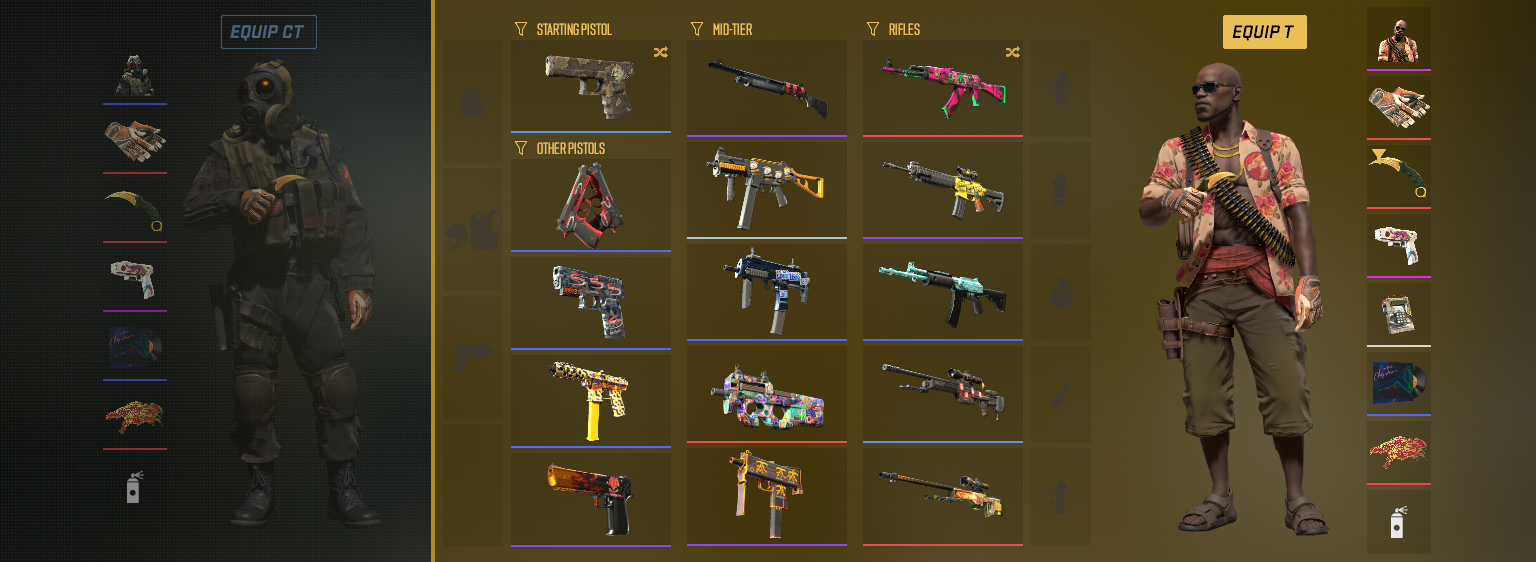 EQUIP CT
STARTING PISTOL
MID-TIER
RIFLES
EQUIP T
OTHER PISTOLS